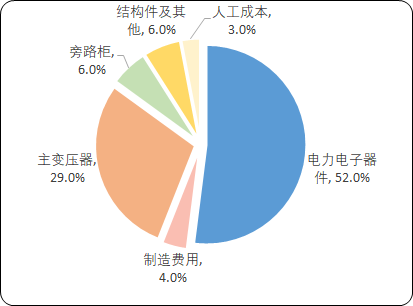 结构件及其
他, 6.0%
人工成本,
3.0%
旁路柜,
6.0%
主变压器,
29.0%
电力电子器
件, 52.0%
制造费用,
4.0%